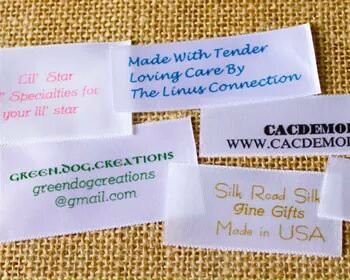 Lil' Star
Specialties for
your lil' star
Made With Tender
Loving Care By
The Linus Connection
CACDEMO
WWW.CACDEMO
GREEN.DOG.CREATIONS
greendogcreations
@gmail.com
Silk Road Silk
Fine Gifts
Made in USA